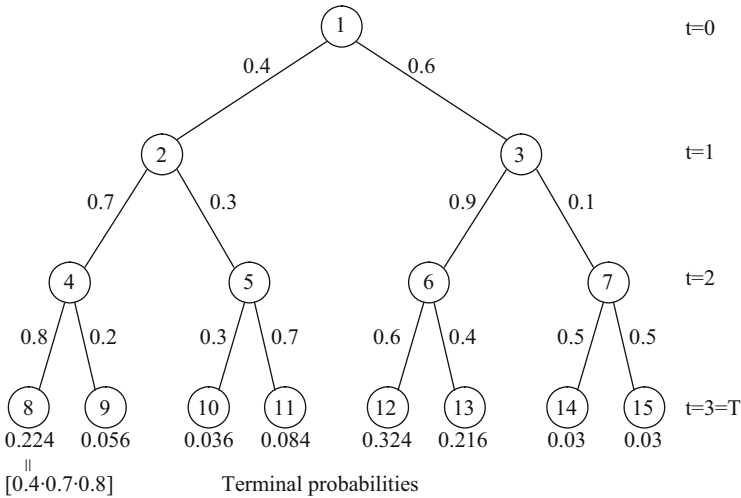 1 t=0
0.4 0.6
2 3 t=1
0.7 0.3 0.9 0.1
4 5 6 7 t=2
0.8 0.2 0.3 0.7 0.6 0.4 0.5 0.5
8 9 10 11 12 13 14 15 t=3=T
0.224 0.056 0.036 0.084 0.324 0.216 0.03 0.03
=
[0.4·0.7·0.8] Terminal probabilities